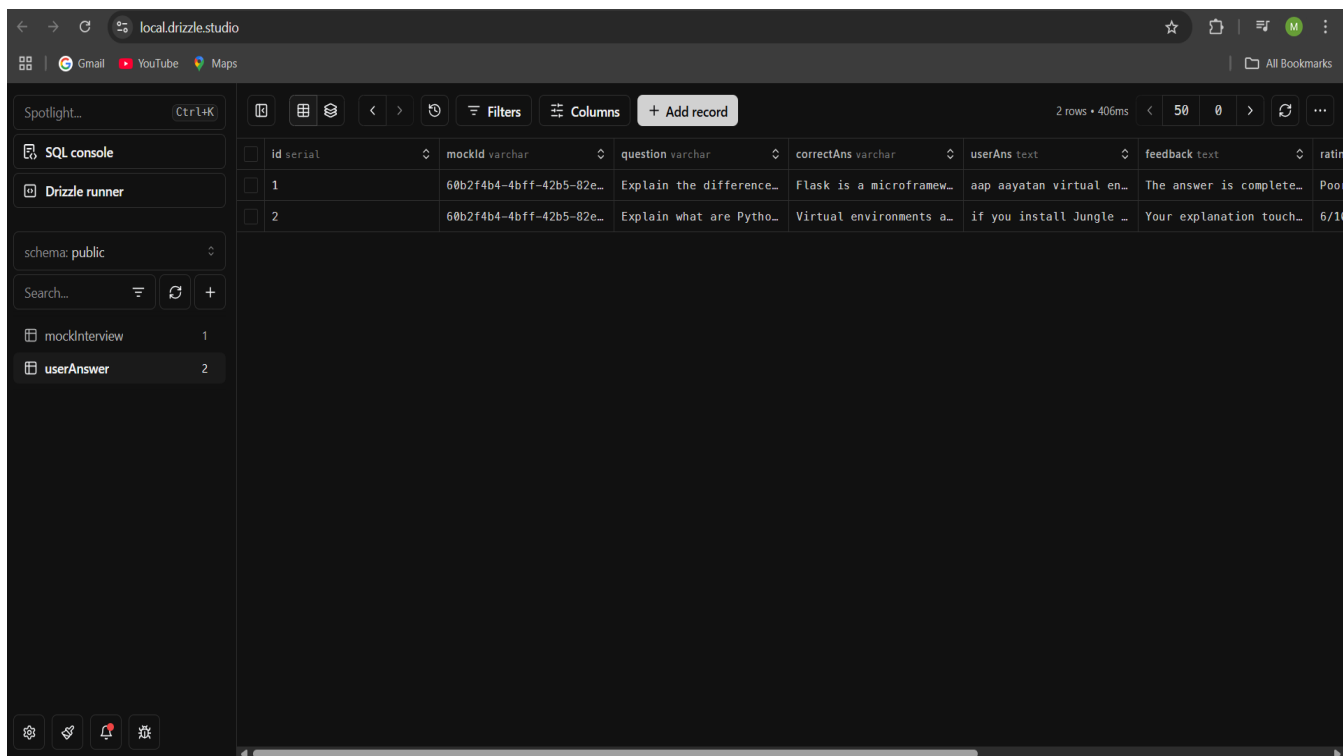 local.drizzle.studio
M
Gmail YouTube Maps All Bookmarks
Spotlight... Ctrl+K
Filters Columns + Add record 2 rows • 406ms 50 0
SQL console
Drizzle runner
schema: public
Search...
mockInterview 1
userAnswer 2
id serial mockId varchar question varchar correctAns varchar userAns text feedback text ratin
1 60b2f4b4-4bff-42b5-82e… Explain the difference… Flask is a microframew… aap aayatan virtual en… The answer is complete… Poor
2 60b2f4b4-4bff-42b5-82e… Explain what are Pytho… Virtual environments a… if you install Jungle … Your explanation touch… 6/10